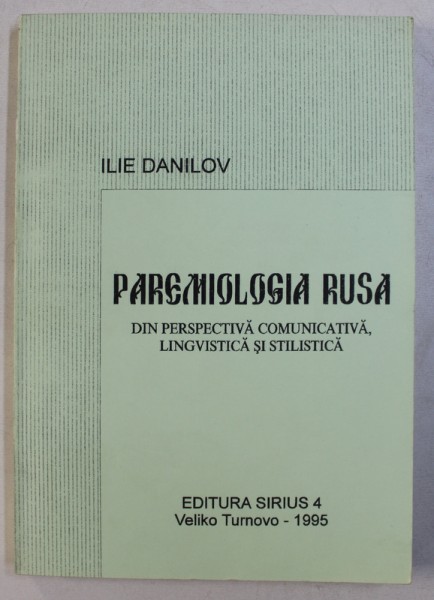 ILIE DANILOV
PAREMIOLOGIA RUSA
DIN PERSPECTIVĂ COMUNICATIVĂ,
LINGVISTICĂ ŞI STILISTICĂ
EDITURA SIRIUS 4
Veliko Turnovo - 1995